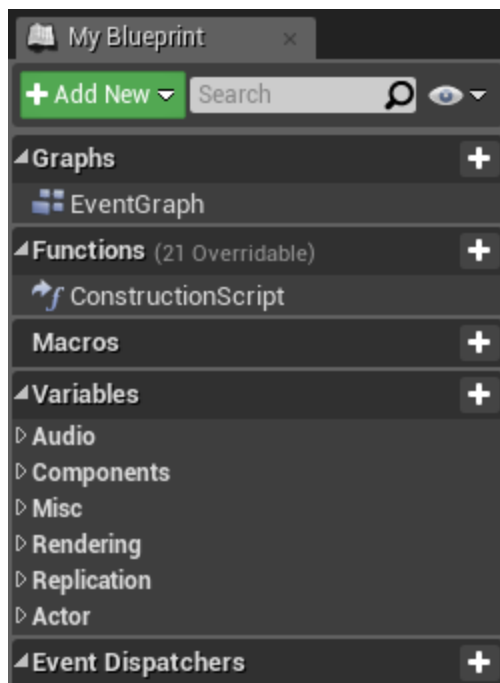 My Blueprint
Add New Search
Graphs
EventGraph
Functions (21 Overridable)
ConstructionScript
Macros
Variables
Audio
Components
Misc
Rendering
Replication
Actor
Event Dispatchers